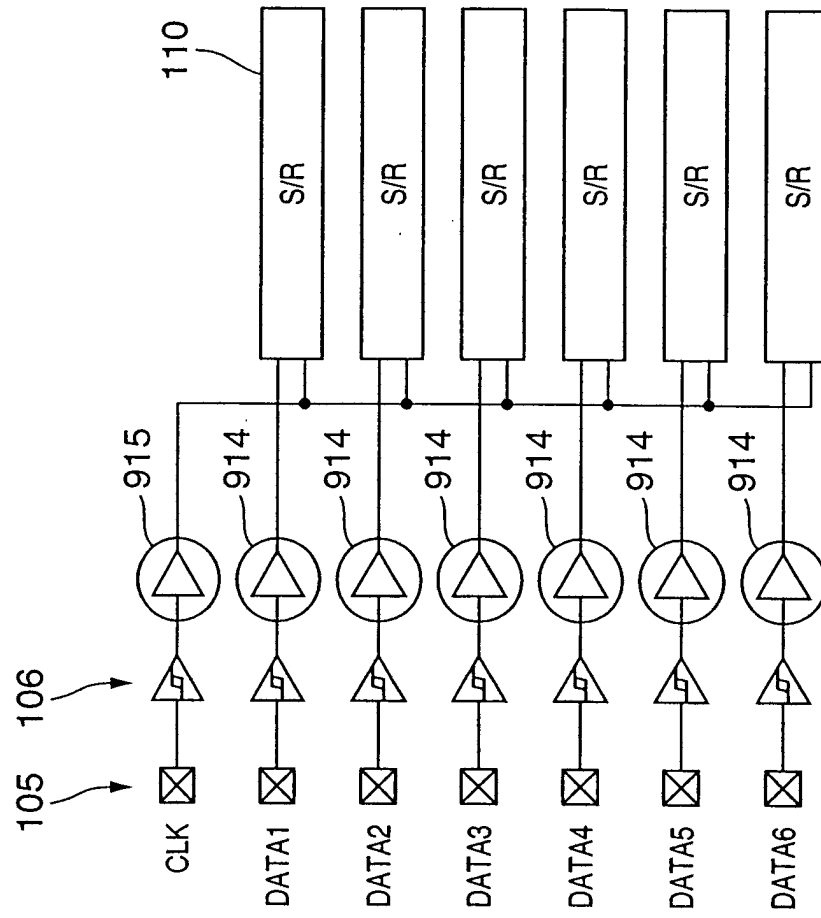 105
106
CLK
915
110
DATA1
914
S/R
DATA2
914
S/R
DATA3
914
S/R
DATA4
914
S/R
DATA5
914
S/R
DATA6
914
S/R